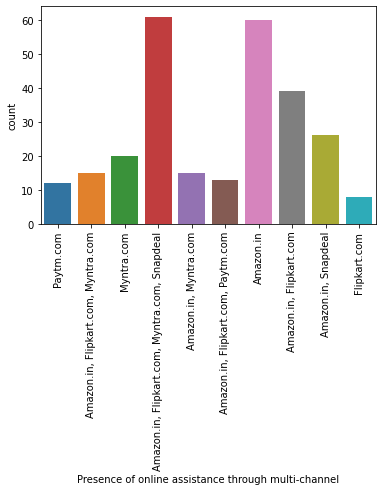 60
50
40
30
20
10
0
count
Paytm.com
Amazon.in, Flipkart.com, Myntra.com
Myntra.com
Amazon.in, Flipkart.com, Myntra.com, Snapdeal
Amazon.in, Myntra.com
Amazon.in, Flipkart.com, Paytm.com
Amazon.in
Amazon.in, Flipkart.com
Amazon.in, Snapdeal
Flipkart.com
Presence of online assistance through multi-channel